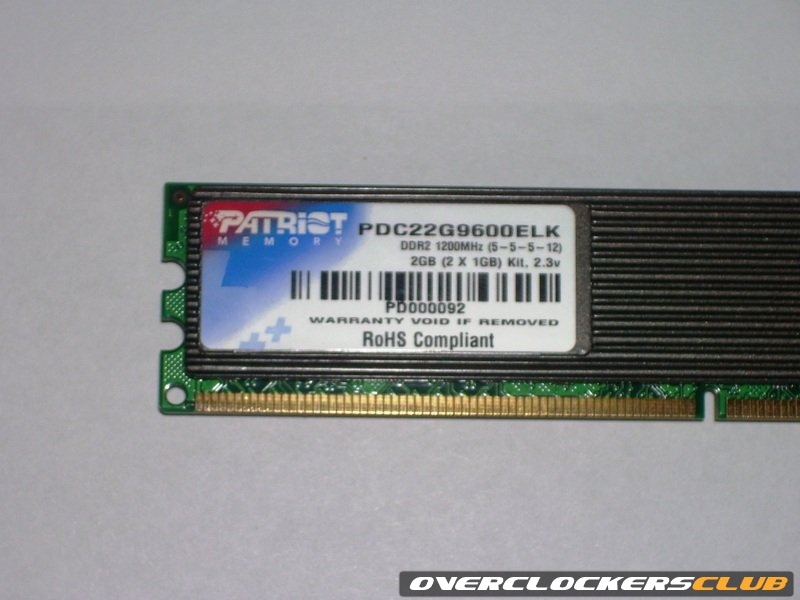 PATRIOT
MEMORY
PDC22G9600ELK
DDR2 1200MHz (5-5-5-12)
2GB (2 X 1GB) Kit, 2.3v
PD000092
WARRANTY VOID IF REMOVED
RoHS Compliant
OVERCLOCKERSCLUB